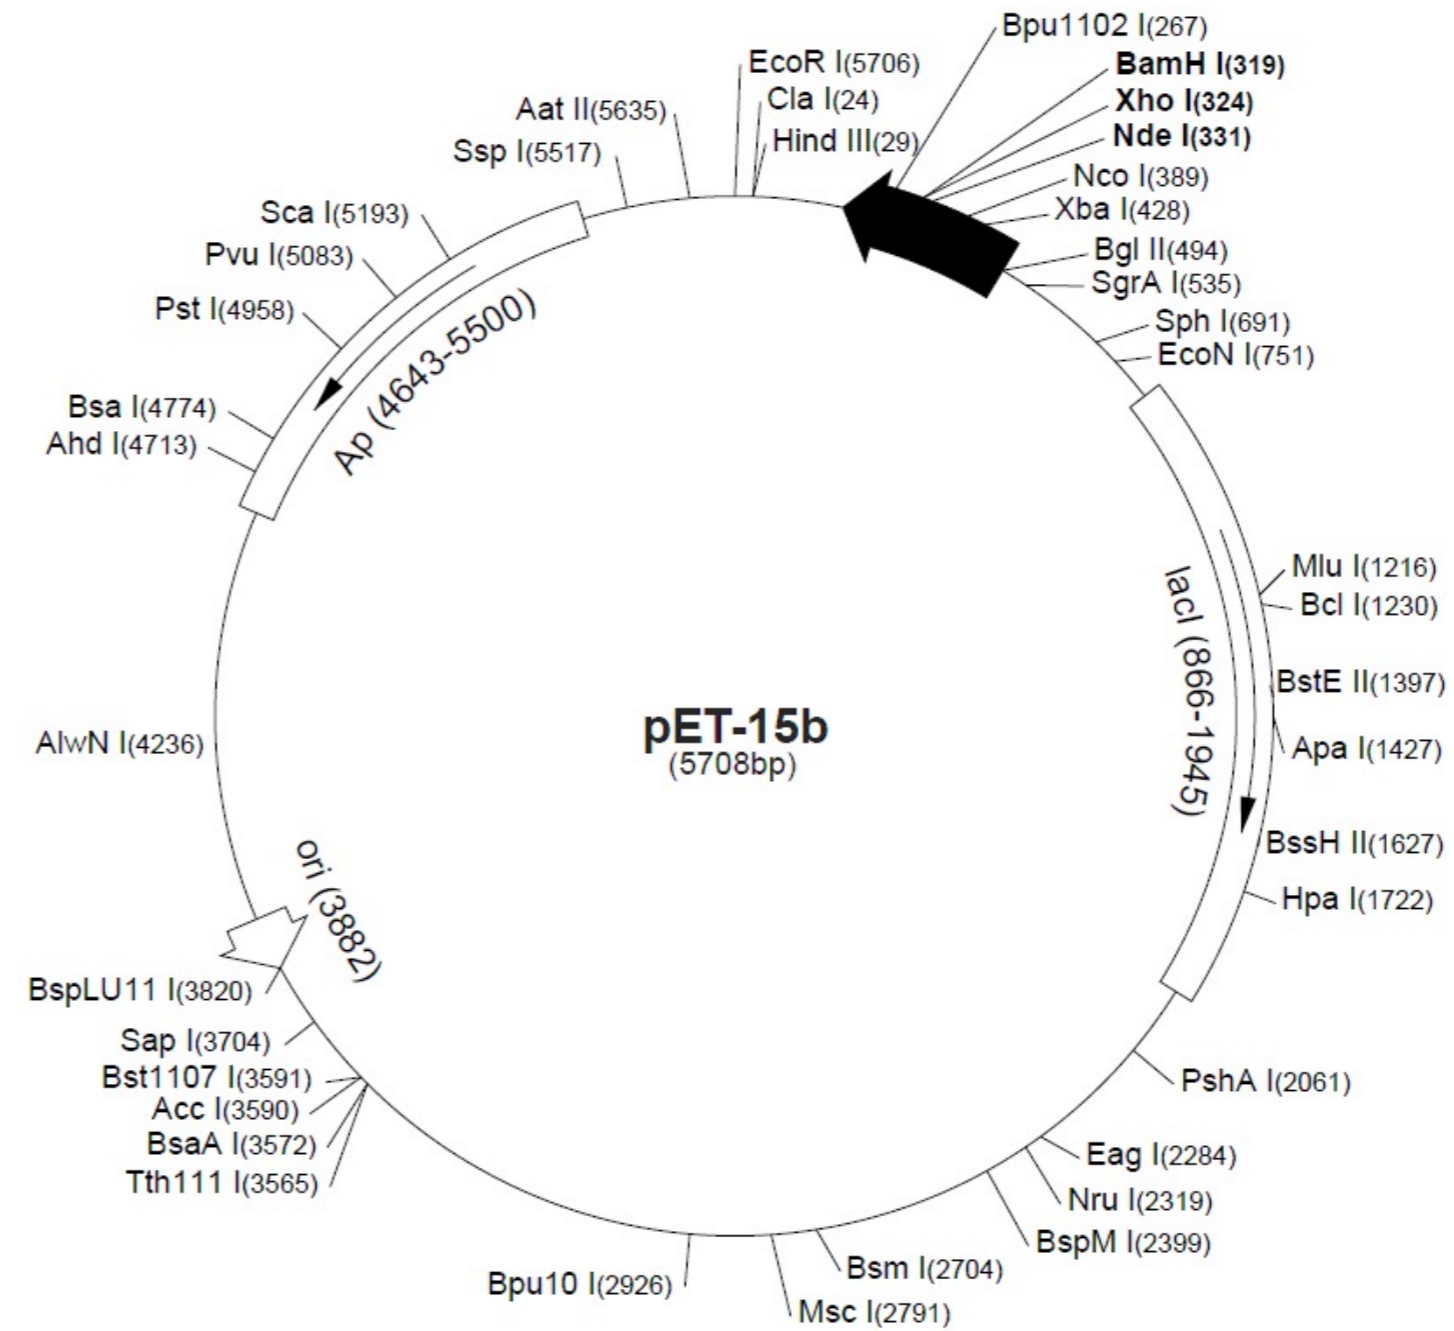 Bpu1102 I(267)
EcoR I(5706)
BamH I(319)
Cla I(24)
Xho I(324)
Aat II(5635)
Nde I(331)
Hind III(29)
Ssp I(5517)
Nco I(389)
Sca I(5193)
Xba I(428)
Pvu I(5083)
Bgl II(494)
SgrA I(535)
Pst I(4958)
Sph I(691)
EcoN I(751)
Bsa I(4774)
Ap (4643-5500)
Ahd I(4713)
Mlu I(1216)
Bcl I(1230)
lacI (866-1945)
BstE II(1397)
pET-15b
(5708bp)
AlwN I(4236)
Apa I(1427)
BssH II(1627)
ori (3882)
Hpa I(1722)
BspLU11 I(3820)
Sap I(3704)
Bst1107 I(3591)
PshA I(2061)
Acc I(3590)
BsaA I(3572)
Eag I(2284)
Tth111 I(3565)
Nru I(2319)
BspM I(2399)
Bsm I(2704)
Bpu10 I(2926)
Msc I(2791)